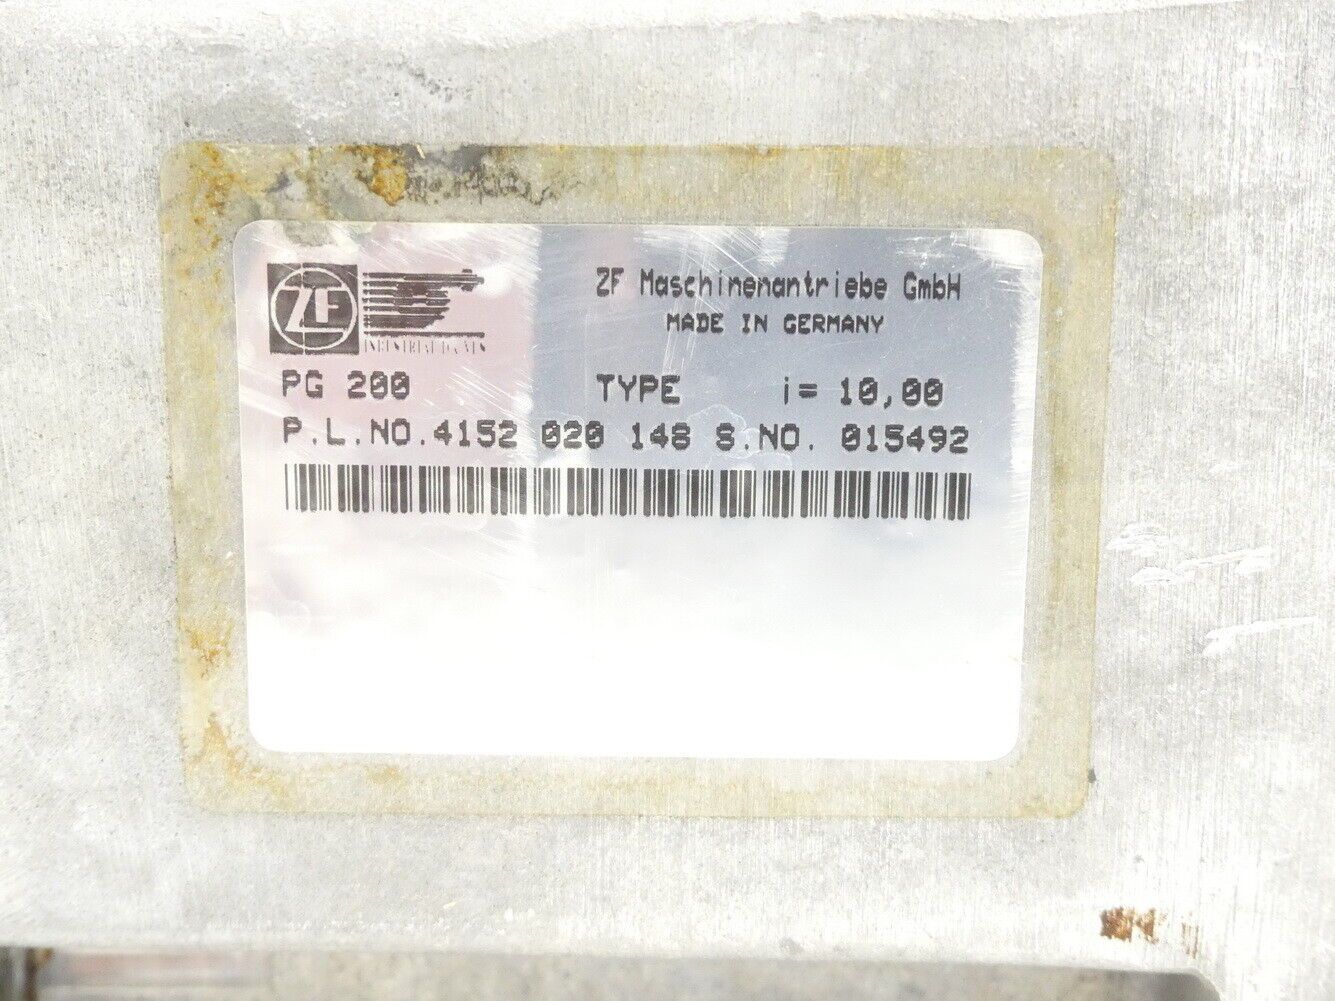 ZF Maschinenantriebe GmbH
MADE IN GERMANY
ZF
PG 200 TYPE i= 10,00
P.L.NO.4152 020 148 S.NO. 015492